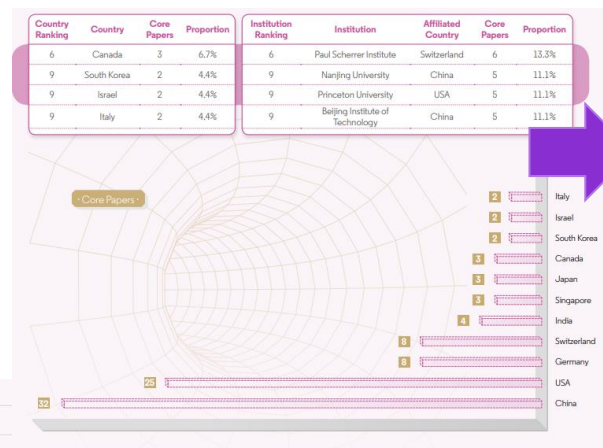 Country Ranking Country Core Papers Proportion
6 Canada 3 6.7%
9 South Korea 2 4.4%
9 Israel 2 4.4%
9 Italy 2 4.4%
Institution Ranking Institution Affiliated Country Core Papers Proportion
6 Paul Scherrer Institute Switzerland 6 13.3%
9 Nanjing University China 5 11.1%
9 Princeton University USA 5 11.1%
9 Beijing Institute of Technology China 5 11.1%
· Core Papers ·
2 Italy
2 Israel
2 South Korea
3 Canada
3 Japan
3 Singapore
4 India
8 Switzerland
8 Germany
25 USA
32 China